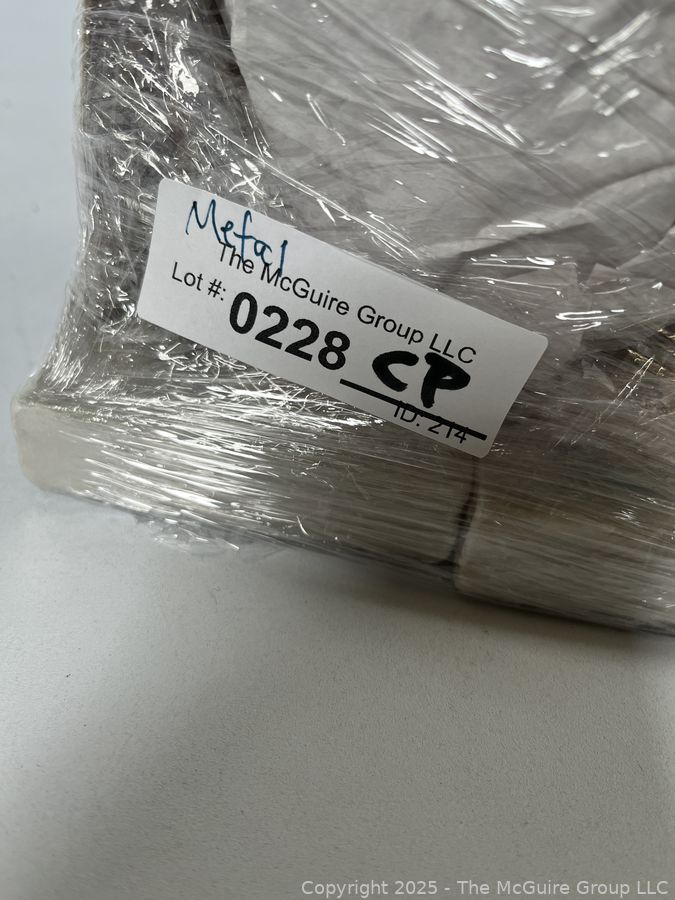 Metal
The McGuire Group LLC
Lot #: 0228 CP
ID: 214
Copyright 2025 - The McGuire Group LLC